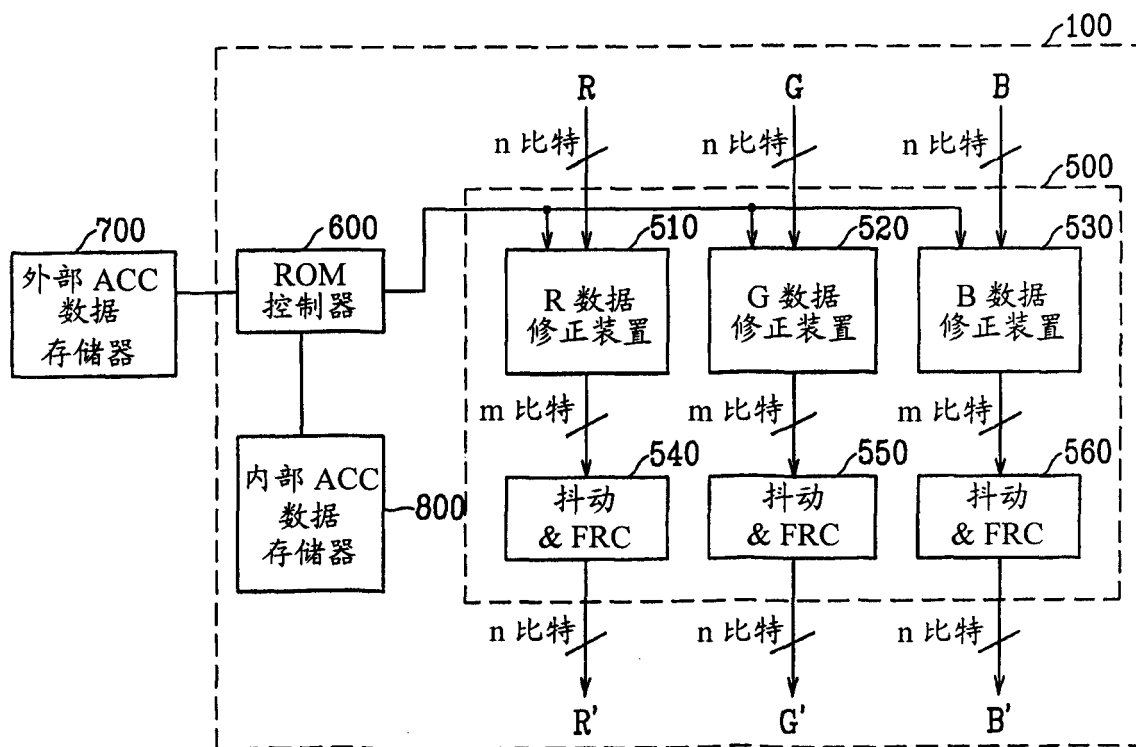 100
R
G
B
n 比特
n 比特
n 比特
500
700
600
510
520
530
外部 ACC
数据
存储器
ROM
控制器
R 数据
修正装置
G 数据
修正装置
B 数据
修正装置
m 比特
m 比特
m 比特
540
550
560
内部 ACC
数据
存储器
800
抖动
& FRC
抖动
& FRC
抖动
& FRC
n 比特
n 比特
n 比特
R'
G'
B'